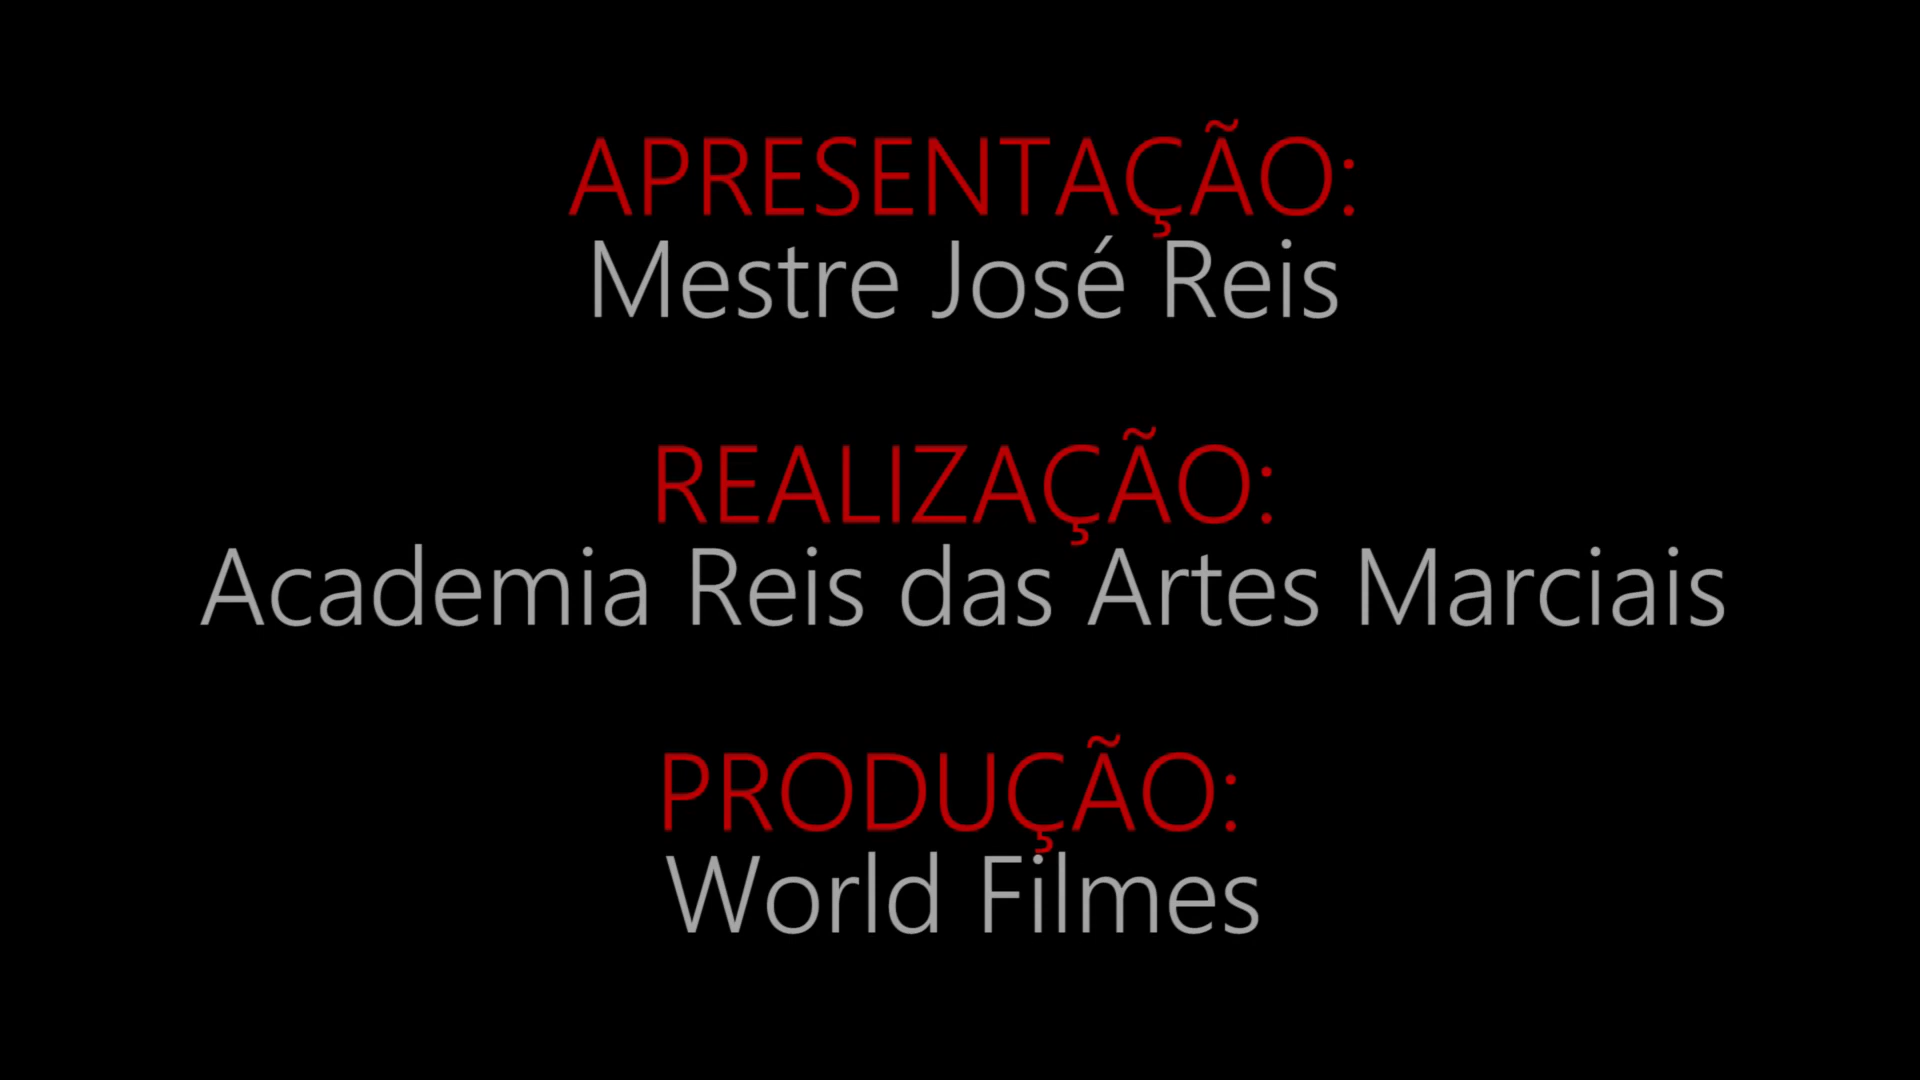 APRESENTAÇÃO:
Mestre José Reis
REALIZAÇÃO:
Academia Reis das Artes Marciais
PRODUÇÃO:
World Filmes